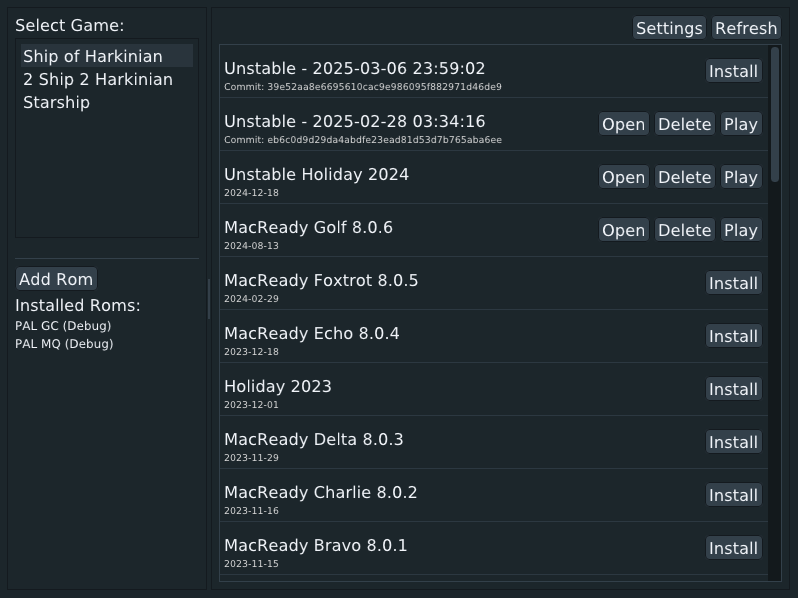 Select Game:
Ship of Harkinian
2 Ship 2 Harkinian
Starship
Add Rom
Installed Roms:
PAL GC (Debug)
PAL MQ (Debug)
Settings Refresh
Unstable - 2025-03-06 23:59:02
Commit: 39e52aa8e6695610cac9e986095f882971d46de9
Install
Unstable - 2025-02-28 03:34:16
Commit: eb6c0d9d29da4abdfe23ead81d53d7b765aba6ee
Open Delete Play
Unstable Holiday 2024
2024-12-18
Open Delete Play
MacReady Golf 8.0.6
2024-08-13
Open Delete Play
MacReady Foxtrot 8.0.5
2024-02-29
Install
MacReady Echo 8.0.4
2023-12-18
Install
Holiday 2023
2023-12-01
Install
MacReady Delta 8.0.3
2023-11-29
Install
MacReady Charlie 8.0.2
2023-11-16
Install
MacReady Bravo 8.0.1
2023-11-15
Install